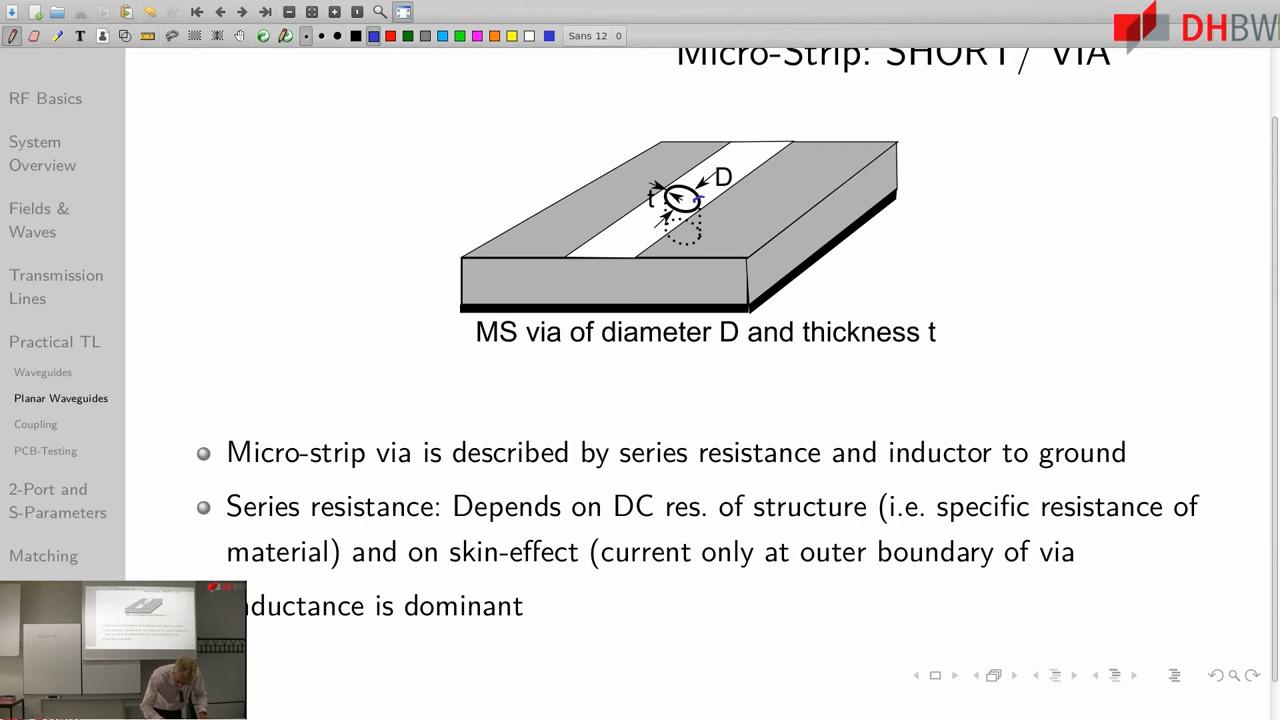 Sans 12
DHBW
Micro-Strip: SHORT/ VIA
RF Basics
System
Overview
Fields &
Waves
Transmission
Lines
Practical TL
Waveguides
Planar Waveguides
Coupling
PCB-Testing
2-Port and
S-Parameters
Matching
D
t
MS via of diameter D and thickness t
Micro-strip via is described by series resistance and inductor to ground
Series resistance: Depends on DC res. of structure (i.e. specific resistance of
material) and on skin-effect (current only at outer boundary of via
nductance is dominant